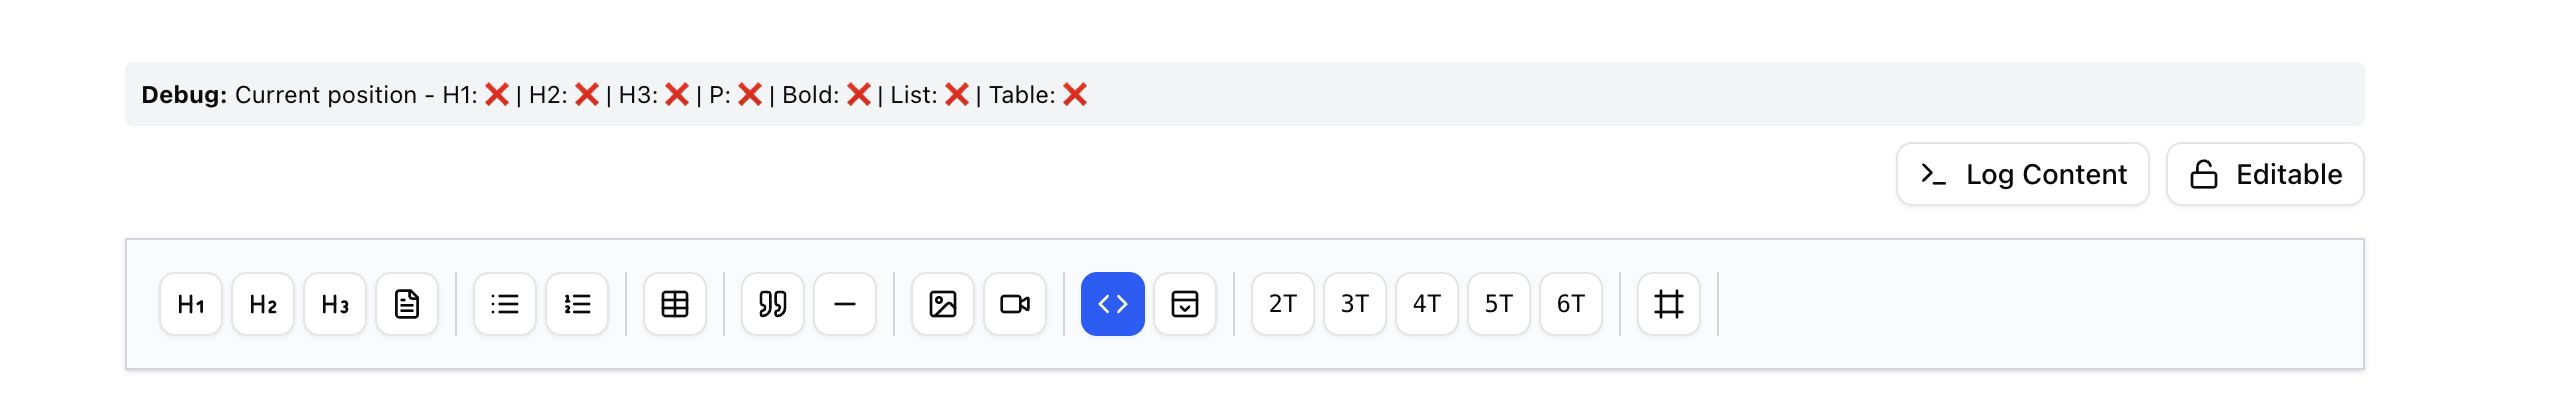 Debug: Current position - H1: ❌ | H2: ❌ | H3: ❌ | P: ❌ | Bold: ❌ | List: ❌ | Table: ❌
Log Content Editable
H1 H2 H3 2T 3T 4T 5T 6T